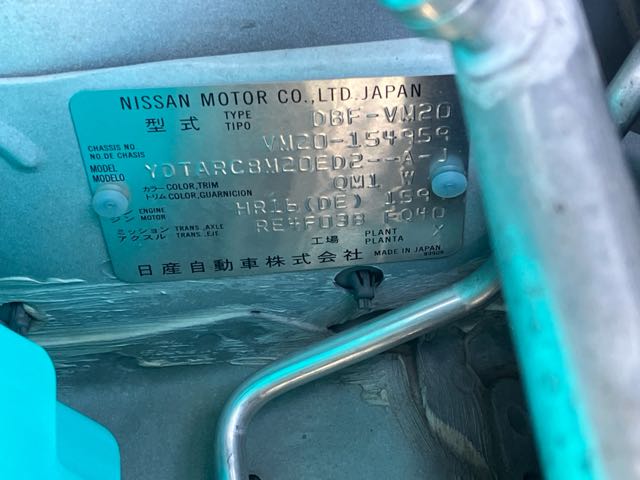 NISSAN MOTOR CO.,LTD.JAPAN
型式 TYPE TIPO DBF-VM20
CHASSIS NO. NO.DE CHASIS VM20-154959
MODEL MODELO YDTARC8M20ED2--A-J
カラー COLOR,TRIM トリム COLOR,GUARNICION QM1 W
エンジン ENGINE MOTOR HR16(DE) 159
ミッション TRANS.AXLE アクスル TRANS.EJE RE4F03B FQ40
工場 PLANT PLANTA X
日産自動車株式会社 MADE IN JAPAN